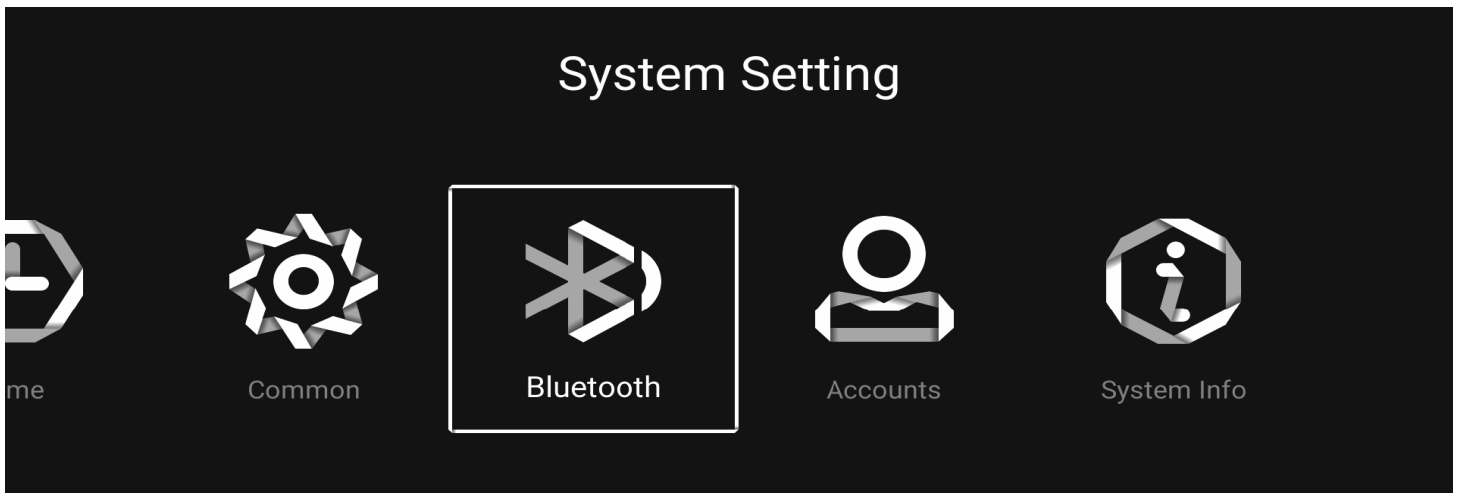 System Setting
me
Common
Bluetooth
Accounts
System Info